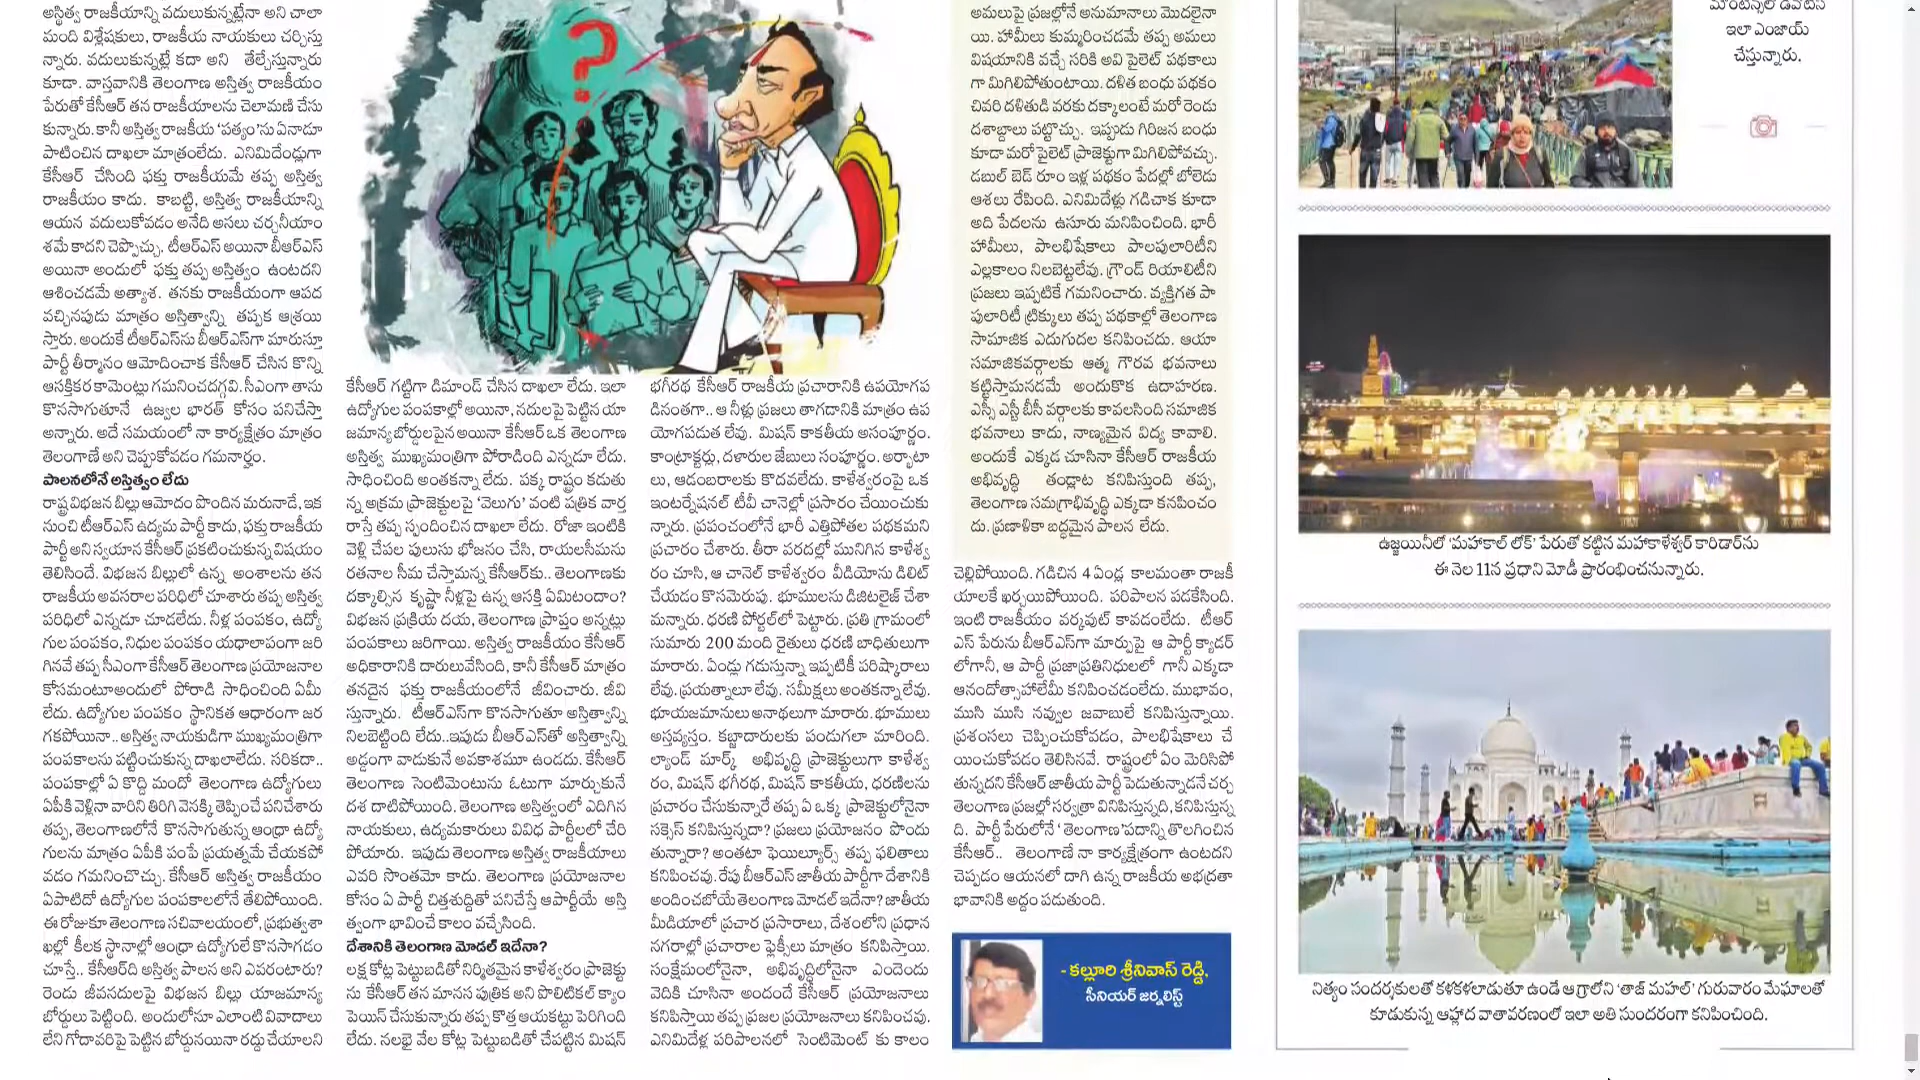 అస్తిత్వ రాజకీయాన్ని వదులుకున్నట్లేనా అని చాలా
మంది విశ్లేషకులు, రాజకీయ నాయకులు చర్చిస్తు
న్నారు. వదులుకున్నట్లే కదా అని తేల్చేస్తున్నారు
కూడా. వాస్తవానికి తెలంగాణ అస్తిత్వ రాజకీయం
పేరుతో కేసీఆర్ తన రాజకీయాలను చెలామణి చేసు
కున్నారు. కానీ అస్తిత్వ రాజకీయ 'పత్యం'సు ఏనాడూ
పాటించిన దాఖలా మాత్రంలేదు. ఎనిమిదేండ్లుగా
కేసీఆర్ చేసింది ఫక్తు రాజకీయమే తప్ప అస్తిత్వ
రాజకీయం కాదు. కాబట్టి, అస్తిత్వ రాజకీయాన్ని
ఆయన వదులుకోవడం అనేది అసలు చర్చనీయాం
శమే కాదని చెప్పొచ్చు. టీఆర్ఎస్ అయినా బీఆర్ఎస్
అయినా అందులో ఫక్తు తప్ప అస్తిత్వం ఉంటదని
ఆశించడమే అత్యాశ. తనకు రాజకీయంగా ఆపద
వచ్చినపుడు మాత్రం అస్తిత్వాన్ని తప్పక ఆశ్రయి
స్తారు. అందుకే టీఆర్ఎస్‌ను బీఆర్ఎస్‌గా మారుస్తూ
పార్టీ తీర్మానం ఆమోదించాక కేసీఆర్ చేసిన కొన్ని
ఆసక్తికర కామెంట్లు గమనించదగ్గవి. సీఎంగా తాను
కొనసాగుతూనే ఉజ్వల భారత్ కోసం పనిచేస్తా
అన్నారు. అదే సమయంలో నా కార్యక్షేత్రం మాత్రం
తెలంగాణే అని చెప్పుకోవడం గమనార్హం.
పాలనలోనే అస్తిత్వం లేదు
రాష్ట్ర విభజన బిల్లు ఆమోదం పొందిన మరునాడే, ఇక
నుంచి టీఆర్ఎస్ ఉద్యమ పార్టీ కాదు, ఫక్తు రాజకీయ
పార్టీ అని స్వయాన కేసీఆర్ ప్రకటించుకున్న విషయం
తెలిసిందే. విభజన బిల్లులో ఉన్న అంశాలను తన
రాజకీయ అవసరాల పరిధిలో చూశారు తప్ప అస్తిత్వ
పరిధిలో ఎన్నడూ చూడలేదు. నీళ్ల పంపకం, ఉద్యో
గుల పంపకం, నిధుల పంపకం యధాలాపంగా జరి
గినవే తప్ప సీఎంగా కేసీఆర్ తెలంగాణ ప్రయోజనాల
కోసమంటూ అందులో పోరాడి సాధించింది ఏమీ
లేదు. ఉద్యోగుల పంపకం స్థానికత ఆధారంగా జర
గకపోయినా.. అస్తిత్వ నాయకుడిగా ముఖ్యమంత్రిగా
పంపకాలను పట్టించుకున్న దాఖలాలేదు. సరికదా..
పంపకాల్లో ఏ కొద్ది మందో తెలంగాణ ఉద్యోగులు
ఏపీకి వెళ్లినా వారిని తిరిగి వెనక్కి తెప్పించే పనిచేశారు
తప్ప, తెలంగాణలోనే కొనసాగుతున్న ఆంధ్రా ఉద్యో
గులను మాత్రం ఏపీకి పంపే ప్రయత్నమే చేయకపో
వడం గమనించొచ్చు. కేసీఆర్ అస్తిత్వ రాజకీయం
ఏపాటిదో ఉద్యోగుల పంపకాలలోనే తేలిపోయింది.
ఈ రోజుకూ తెలంగాణ సచివాలయంలో, ప్రభుత్వశా
ఖల్లో కీలక స్థానాల్లో ఆంధ్రా ఉద్యోగులే కొనసాగడం
చూస్తే.. కేసీఆర్‌ది అస్తిత్వ పాలన అని ఎవరంటారు?
రెండు జీవనదులపై విభజన బిల్లు యాజమాన్య
బోర్డులు పెట్టింది. అందులోనూ ఎలాంటి వివాదాలు
లేని గోదావరిపై పెట్టిన బోర్డునయినా రద్దు చేయాలని
?
కేసీఆర్ గట్టిగా డిమాండ్ చేసిన దాఖలా లేదు. ఇలా
ఉద్యోగుల పంపకాల్లో అయినా, నదులపై పెట్టిన యా
జమాన్య బోర్డులపైన అయినా కేసీఆర్ ఒక తెలంగాణ
అస్తిత్వ ముఖ్యమంత్రిగా పోరాడింది ఎన్నడూ లేదు.
సాధించింది అంతకన్నా లేదు. పక్క రాష్ట్రం కడుతు
న్న అక్రమ ప్రాజెక్టులపై 'వెలుగు' వంటి పత్రిక వార్త
రాస్తే తప్ప స్పందించిన దాఖలా లేదు. రోజా ఇంటికి
వెళ్లి చేపల పులుసు భోజనం చేసి, రాయలసీమను
రతనాల సీమ చేస్తామన్న కేసీఆర్‌కు.. తెలంగాణకు
దక్కాల్సిన కృష్ణా నీళ్లపై ఉన్న ఆసక్తి ఏమిటందాం?
విభజన ప్రక్రియ దయ, తెలంగాణ ప్రాప్తం అన్నట్లు
పంపకాలు జరిగాయి. అస్తిత్వ రాజకీయం కేసీఆర్
అధికారానికి దారులువేసింది, కానీ కేసీఆర్ మాత్రం
తనదైన ఫక్తు రాజకీయంలోనే జీవించారు. జీవి
స్తున్నారు. టీఆర్ఎస్‌గా కొనసాగుతూ అస్తిత్వాన్ని
నిలబెట్టింది లేదు..ఇపుడు బీఆర్ఎస్‌తో అస్తిత్వాన్ని
అడ్డంగా వాడుకునే అవకాశమూ ఉండదు. కేసీఆర్
తెలంగాణ సెంటిమెంటును ఓటుగా మార్చుకునే
దశ దాటిపోయింది. తెలంగాణ అస్తిత్వంలో ఎదిగిన
నాయకులు, ఉద్యమకారులు వివిధ పార్టీలలో చేరి
పోయారు. ఇపుడు తెలంగాణ అస్తిత్వ రాజకీయాలు
ఎవరి సొంతమో కాదు. తెలంగాణ ప్రయోజనాల
కోసం ఏ పార్టీ చిత్తశుద్దితో పనిచేస్తే ఆపార్టీయే అస్తి
త్వంగా భావించే కాలం వచ్చేసింది.
దేశానికి తెలంగాణ మోడల్ ఇదేనా?
లక్ష కోట్ల పెట్టుబడితో నిర్మితమైన కాళేశ్వరం ప్రాజెక్టు
ను కేసీఆర్ తన మానస పుత్రిక అని పొలిటికల్ క్యాం
పెయిన్ చేసుకున్నారు తప్ప కొత్త ఆయకట్టు పెరిగింది
లేదు. నలభై వేల కోట్ల పెట్టుబడితో చేపట్టిన మిషన్
భగీరథ కేసీఆర్ రాజకీయ ప్రచారానికి ఉపయోగప
డినంతగా.. ఆ నీళ్లు ప్రజలు తాగడానికి మాత్రం ఉప
యోగపడుత లేవు. మిషన్ కాకతీయ అసంపూర్ణం.
కాంట్రాక్టర్లు, దళారుల జేబులు సంపూర్ణం. అర్భాటా
లు, ఆడంబరాలకు కొదవలేదు. కాళేశ్వరంపై ఒక
ఇంటర్నేషనల్ టీవీ చానెల్లో ప్రసారం చేయించుకు
న్నారు. ప్రపంచంలోనే భారీ ఎత్తిపోతల పథకమని
ప్రచారం చేశారు. తీరా వరదల్లో మునిగిన కాళేశ్వ
రం చూసి, ఆ చానెల్ కాళేశ్వరం వీడియోను డిలిట్
చేయడం కొసమెరుపు. భూములను డిజిటలైజ్ చేశా
మన్నారు. ధరణి పోర్టల్‌లో పెట్టారు. ప్రతి గ్రామంలో
సుమారు 200 మంది రైతులు ధరణి బాధితులుగా
మారారు. ఏండ్లు గడుస్తున్నా ఇప్పటికీ పరిష్కారాలు
లేవు. ప్రయత్నాలూ లేవు. సమీక్షలు అంతకన్నా లేవు.
భూయజమానులు అనాథలుగా మారారు. భూములు
అస్తవ్యస్తం. కబ్జాదారులకు పండుగలా మారింది.
ల్యాండ్ మార్క్ అభివృద్ధి ప్రాజెక్టులుగా కాళేశ్వ
రం, మిషన్ భగీరథ, మిషన్ కాకతీయ, ధరణిలను
ప్రచారం చేసుకున్నారే తప్ప ఏ ఒక్క ప్రాజెక్టులోనైనా
సక్సెస్ కనిపిస్తున్నదా? ప్రజలు ప్రయోజనం పొందు
తున్నారా? అంతటా ఫెయిల్యూర్స్ తప్ప ఫలితాలు
కనిపించవు. రేపు బీఆర్ఎస్ జాతీయ పార్టీగా దేశానికి
అందించబోయే తెలంగాణ మోడల్ ఇదేనా? జాతీయ
మీడియాలో ప్రచార ప్రసారాలు, దేశంలోని ప్రధాన
నగరాల్లో ప్రచారాల ఫ్లెక్సీలు మాత్రం కనిపిస్తాయి.
సంక్షేమంలోనైనా, అభివృద్ధిలోనైనా ఎందెందు
వెదికి చూసినా అందందే కేసీఆర్ ప్రయోజనాలు
కనిపిస్తాయి తప్ప ప్రజల ప్రయోజనాలు కనిపించవు.
ఎనిమిదేళ్ల పరిపాలనలో సెంటిమెంట్ కు కాలం
అమలుపై ప్రజల్లోనే అనుమానాలు మొదలైనా
యి. హామీలు కుమ్మరించడమే తప్ప అమలు
విషయానికి వచ్చే సరికి అవి పైలెట్ పథకాలు
గా మిగిలిపోతుంటాయి. దళిత బంధు పథకం
చివరి దళితుడి వరకు దక్కాలంటే మరో రెండు
దశాబ్దాలు పట్టొచ్చు. ఇప్పుడు గిరిజన బంధు
కూడా మరో పైలెట్ ప్రాజెక్టుగా మిగిలిపోవచ్చు.
డబుల్ బెడ్ రూం ఇళ్ల పథకం పేదల్లో బోలెడు
ఆశలు రేపింది. ఎనిమిదేళ్లు గడిచాక కూడా
అది పేదలను ఉసూరు మనిపించింది. భారీ
హామీలు, పాలభిషేకాలు పాలపులారిటీని
ఎల్లకాలం నిలబెట్టలేవు. గ్రౌండ్ రియాలిటీని
ప్రజలు ఇప్పటికే గమనించారు. వ్యక్తిగత పా
పులారిటీ ట్రిక్కులు తప్ప పథకాల్లో తెలంగాణ
సామాజిక ఎదుగుదల కనిపించదు. ఆయా
సమాజికవర్గాలకు ఆత్మ గౌరవ భవనాలు
కట్టిస్తామనడమే అందుకొక ఉదాహరణ.
ఎస్సీ ఎస్టీ బీసీ వర్గాలకు కావలసింది సమాజిక
భవనాలు కాదు, నాణ్యమైన విద్య కావాలి.
అందుకే ఎక్కడ చూసినా కేసీఆర్ రాజకీయ
అభివృద్ధి తండ్లాట కనిపిస్తుంది తప్ప,
తెలంగాణ సమగ్రాభివృద్ధి ఎక్కడా కనపించం
దు. ప్రణాళికా బద్ధమైన పాలన లేదు.
చెల్లిపోయింది. గడిచిన 4 ఏండ్ల కాలమంతా రాజకీ
యాలకే ఖర్చయిపోయింది. పరిపాలన పడకేసింది.
ఇంటి రాజకీయం వర్కవుట్ కావడంలేదు. టీఆర్
ఎస్ పేరును బీఆర్ఎస్‌గా మార్పుపై ఆ పార్టీ క్యాడర్
లోగానీ, ఆ పార్టీ ప్రజాప్రతినిధులలో గానీ ఎక్కడా
ఆనందోత్సాహాలేమీ కనిపించడంలేదు. ముభావం,
ముసి ముసి నవ్వుల జవాబులే కనిపిస్తున్నాయి.
ప్రశంసలు చెప్పించుకోవడం, పాలభిషేకాలు చే
యించుకోవడం తెలిసినవే. రాష్ట్రంలో ఏం మెరిసిపో
తున్నదని కేసీఆర్ జాతీయ పార్టీ పెడుతున్నాడనే చర్చ
తెలంగాణ ప్రజల్లో సర్వత్రా వినిపిస్తున్నది, కనిపిస్తున్న
ది. పార్టీ పేరులోనే 'తెలంగాణ'పదాన్ని తొలగించిన
కేసీఆర్.. తెలంగాణే నా కార్యక్షేత్రంగా ఉంటదని
చెప్పడం ఆయనలో దాగి ఉన్న రాజకీయ అభద్రతా
భావానికి అద్దం పడుతుంది.
- కల్లూరి శ్రీనివాస్ రెడ్డి,
సీనియర్ జర్నలిస్ట్
ఇలా ఎంజాయ్
చేస్తున్నారు.
ఉజ్జయినీలో 'మహాకాల్ లోక్' పేరుతో కట్టిన మహాకాళేశ్వర్ కారిడార్‌ను
ఈ నెల 11న ప్రధాని మోడీ ప్రారంభించనున్నారు.
నిత్యం సందర్శకులతో కళకళలాడుతూ ఉండే ఆగ్రాలోని 'తాజ్ మహల్' గురువారం మేఘాలతో
కూడుకున్న ఆహ్లాద వాతావరణంలో ఇలా అతి సుందరంగా కనిపించింది.